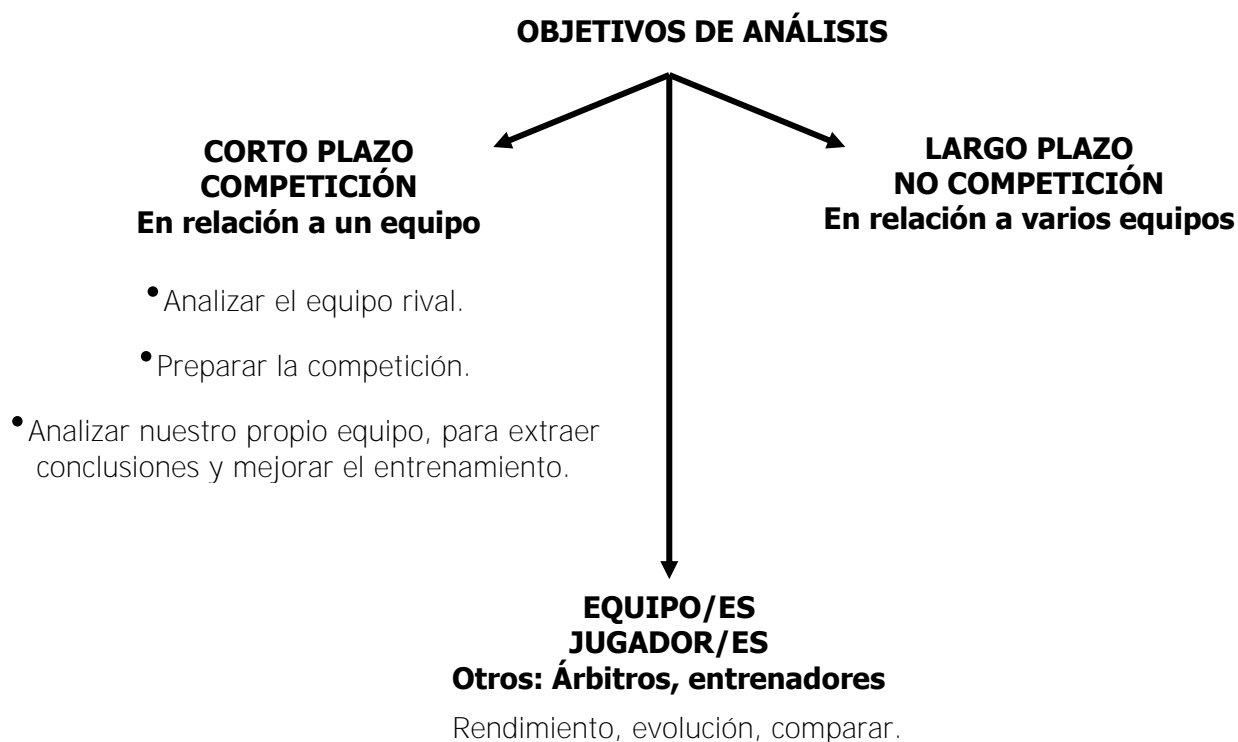 OBJETIVOS DE ANÁLISIS
CORTO PLAZO
COMPETICIÓN
En relación a un equipo
•Analizar el equipo rival.
•Preparar la competición.
•Analizar nuestro propio equipo, para extraer
conclusiones y mejorar el entrenamiento.
LARGO PLAZO
NO COMPETICIÓN
En relación a varios equipos
EQUIPO/ES
JUGADOR/ES
Otros: Árbitros, entrenadores
Rendimiento, evolución, comparar.